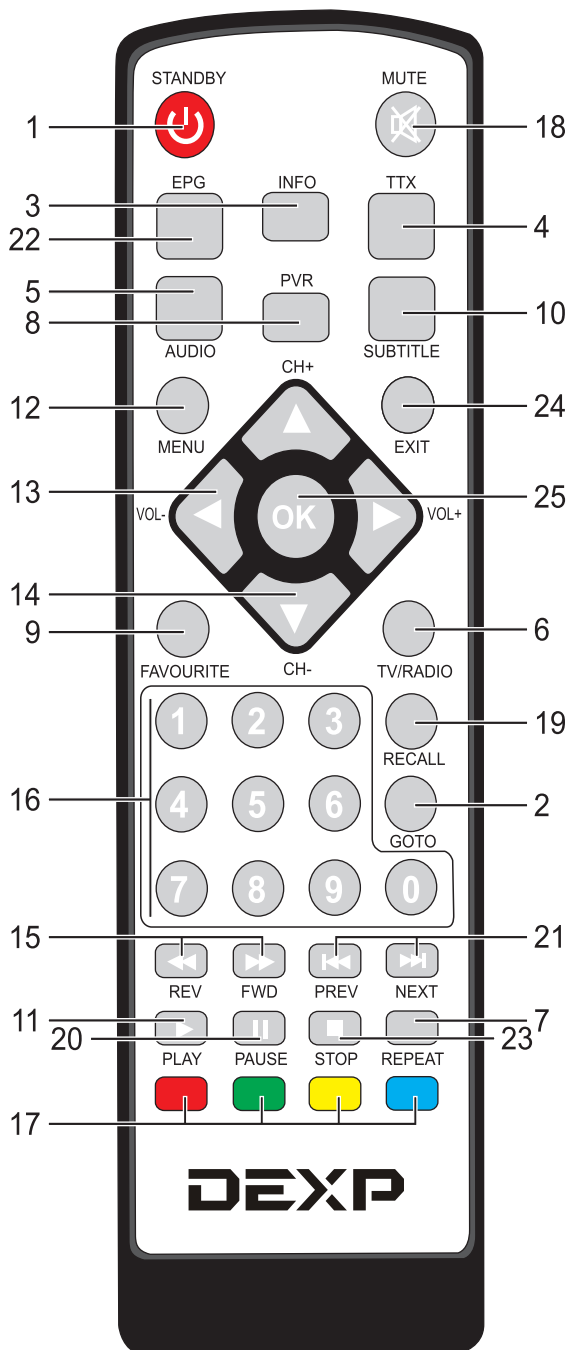 STANDBY MUTE
1 18
EPG INFO TTX
3 4
22
5 PVR 10
8
AUDIO SUBTITLE
CH+
12 24
MENU EXIT
13 25
VOL- OK VOL+
14
9 6
FAVOURITE CH- TV/RADIO
1 2 3 19
RECALL
16 4 5 6 2
GOTO
7 8 9 0
15 21
REV FWD PREV NEXT
11 7
20 23
PLAY PAUSE STOP REPEAT
17
DEXP